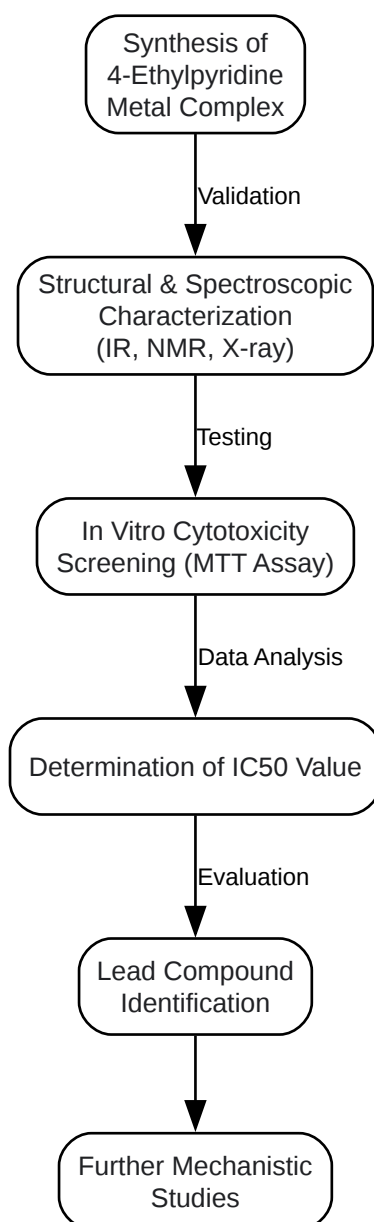 Synthesis of
4-Ethylpyridine
Metal Complex
Validation
Structural & Spectroscopic
Characterization
(IR, NMR, X-ray)
Testing
In Vitro Cytotoxicity
Screening (MTT Assay)
Data Analysis
Determination of IC50 Value
Evaluation
Lead Compound
Identification
Further Mechanistic
Studies